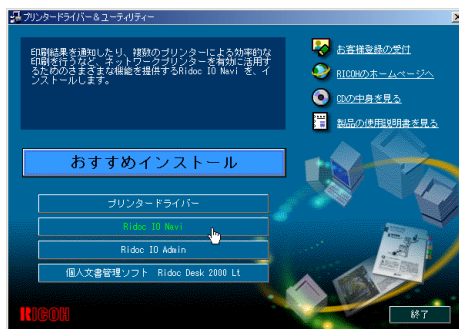 プリンタードライバー＆ユーティリティー
印刷結果を通知したり、複数のプリンターによる効率的な
印刷を行うなど、ネットワークプリンターを有効に活用す
るためのさまざまな機能を提供するRidoc IO Navi を、イ
ンストールします。
お客様登録の受付
RICOHのホームページへ
CDの中身を見る
製品の使用説明書を見る
おすすめインストール
プリンタードライバー
Ridoc IO Navi
Ridoc IO Admin
個人文書管理ソフト Ridoc Desk 2000 Lt
RICOH
終了